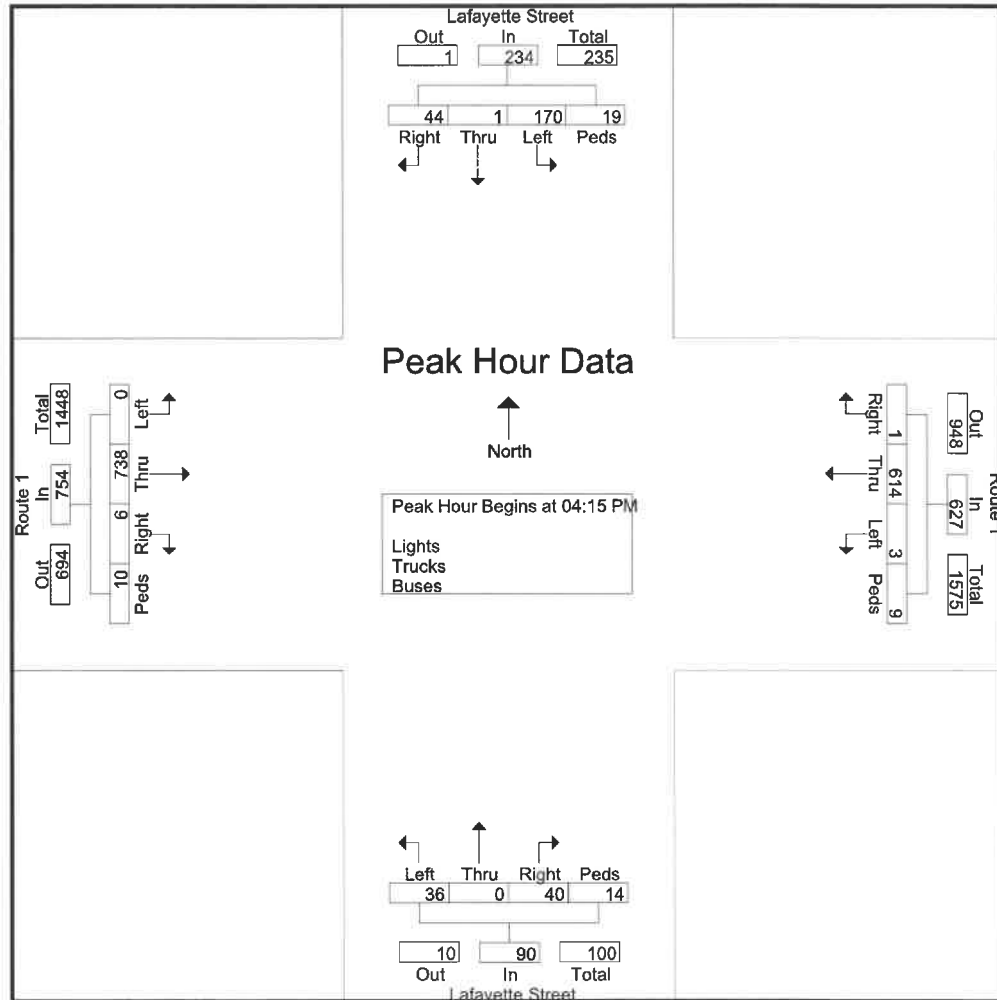 Lafayette Street
Out In Total
1 234 235
44 1 170 19
Right Thru Left Peds
Peak Hour Data
North
Peak Hour Begins at 04:15 PM
Lights
Trucks
Buses
Route 1
Total In Out
1448 754 694
0 738 6 10
Left Thru Right Peds
Right Thru Left Peds
1 614 3 9
948 627 1575
Out In Total
Route 1
Left Thru Right Peds
36 0 40 14
10 90 100
Out In Total
Lafayette Street